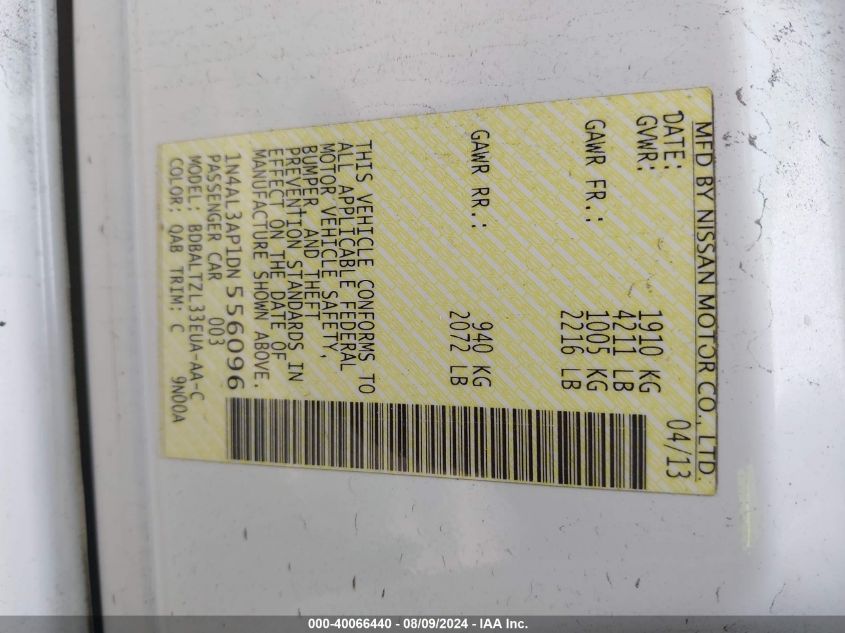 MFD BY NISSAN MOTOR CO., LTD.
DATE: 04/13
GVWR: 1910 KG
4211 LB
GAWR FR.: 1005 KG
2216 LB
GAWR RR.: 940 KG
2072 LB
THIS VEHICLE CONFORMS TO
ALL APPLICABLE FEDERAL
MOTOR VEHICLE SAFETY,
BUMPER, AND THEFT
PREVENTION STANDARDS IN
EFFECT ON THE DATE OF
MANUFACTURE SHOWN ABOVE.
1N4AL3AP1DN556096
PASSENGER CAR 003
MODEL: BDBALTZL33EUA-AA-C
COLOR: QAB TRIM: C 9N00A
000-40066440 - 08/09/2024 - IAA Inc.